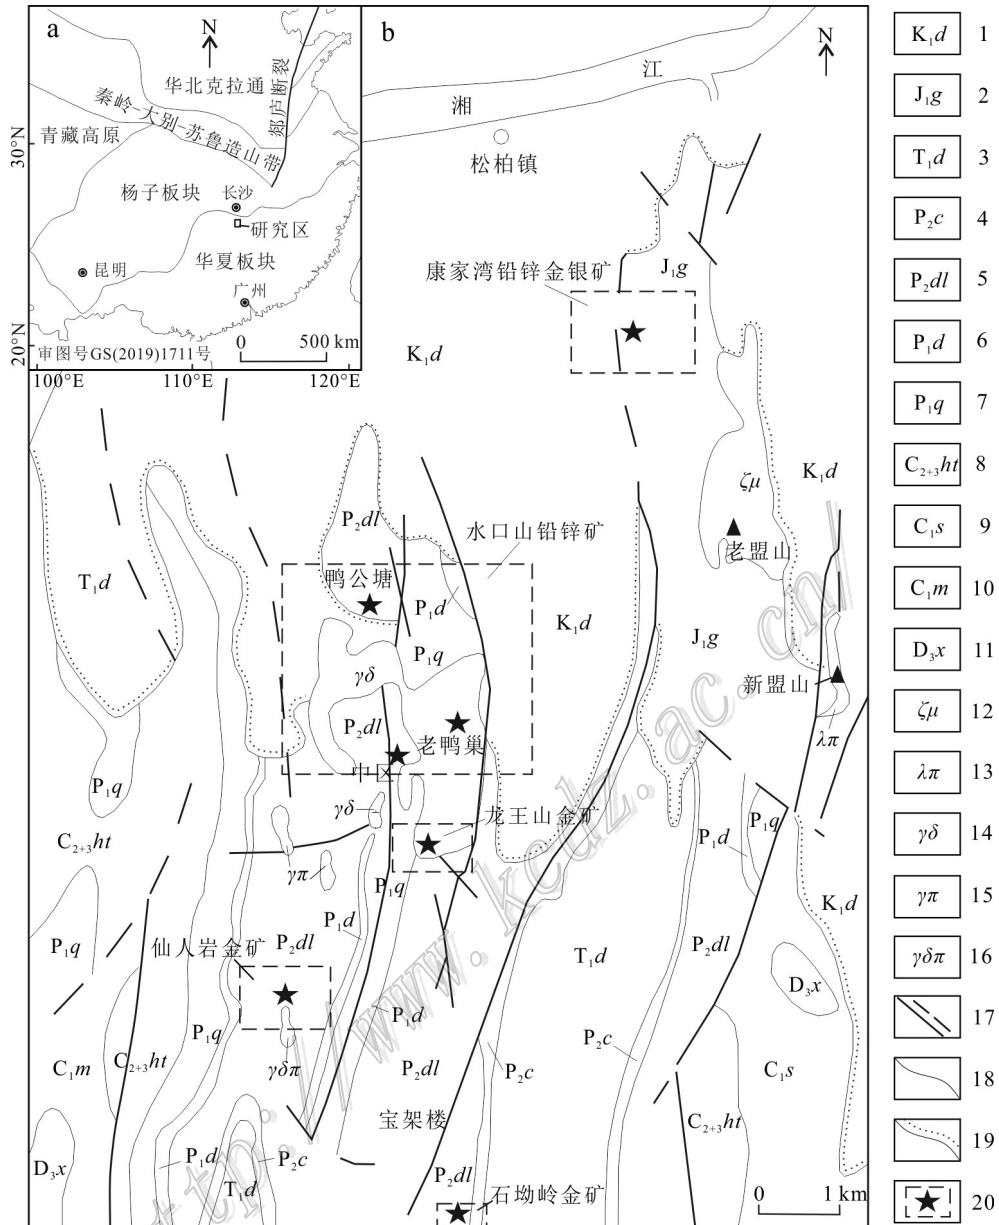 a
N
华北克拉通
郯庐断裂
秦岭-大别-苏鲁造山带
青藏高原
30°N
杨子板块
长沙
研究区
华夏板块
昆明
广州
20°N
审图号GS(2019)1711号
0 500 km
100°E 110°E 120°E
b
N
湘 江
松柏镇
康家湾铅锌金银矿
J₁g
K₁d
ζμ
K₁d
老盟山
P₂dl
水口山铅锌矿
鸭公塘
T₁d
P₁d
K₁d
P₁q
J₁g
γδ
新盟山
P₂dl
老鸭巢
λπ
中区
P₁q
γδ
龙王山金矿
C₂₊₃ht
P₁d
P₁q
γπ
P₁q
K₁d
P₁d
P₁q
仙人岩金矿
P₂dl
T₁d
P₂dl
D₃x
P₁d
P₁q
P₂c
C₁m
C₂₊₃ht
γδπ
P₂dl
P₂c
C₁s
宝架楼
C₂₊₃ht
D₃x
P₁d
P₂c
T₁d
P₂dl
石坳岭金矿
0 1 km
K₁d 1
J₁g 2
T₁d 3
P₂c 4
P₂dl 5
P₁d 6
P₁q 7
C₂₊₃ht 8
C₁s 9
C₁m 10
D₃x 11
ζμ 12
λπ 13
γδ 14
γπ 15
γδπ 16
17
18
19
20
ttp://www.kcdz.ac.cn/